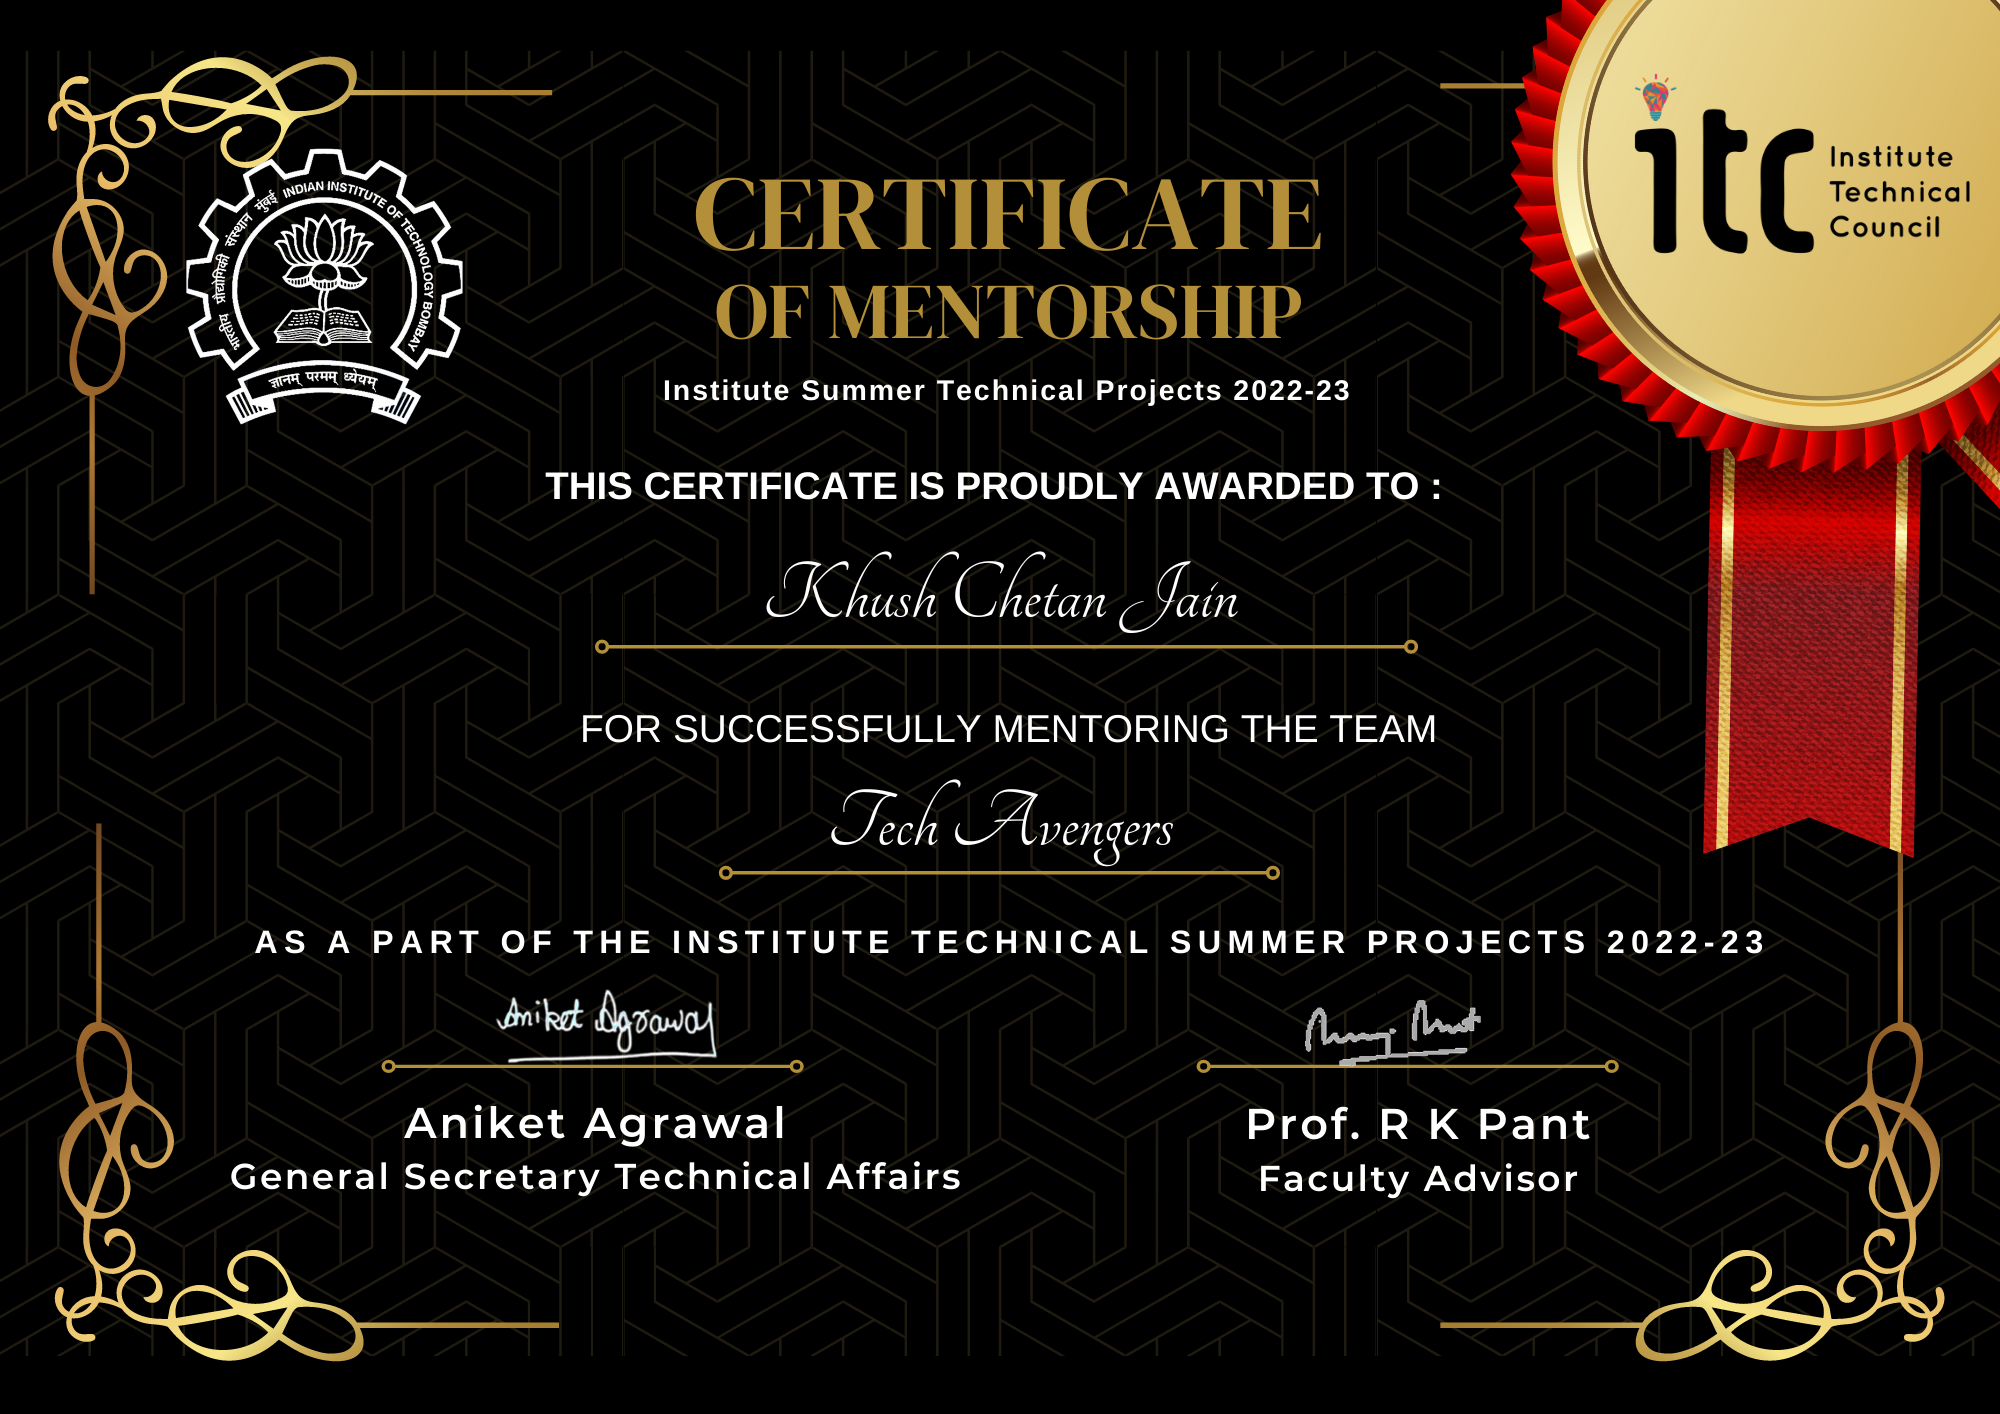 भारतीय प्रौद्योगिकी संस्थान मुंबई INDIAN INSTITUTE OF TECHNOLOGY BOMBAY
ज्ञानम् परमम् ध्येयम्
itc Institute
Technical
Council
CERTIFICATE
OF MENTORSHIP
Institute Summer Technical Projects 2022-23
THIS CERTIFICATE IS PROUDLY AWARDED TO :
Khush Chetan Jain
FOR SUCCESSFULLY MENTORING THE TEAM
Tech Avengers
AS A PART OF THE INSTITUTE TECHNICAL SUMMER PROJECTS 2022-23
Aniket Agrawal
Aniket Agrawal
General Secretary Technical Affairs
Prof. R K Pant
Faculty Advisor